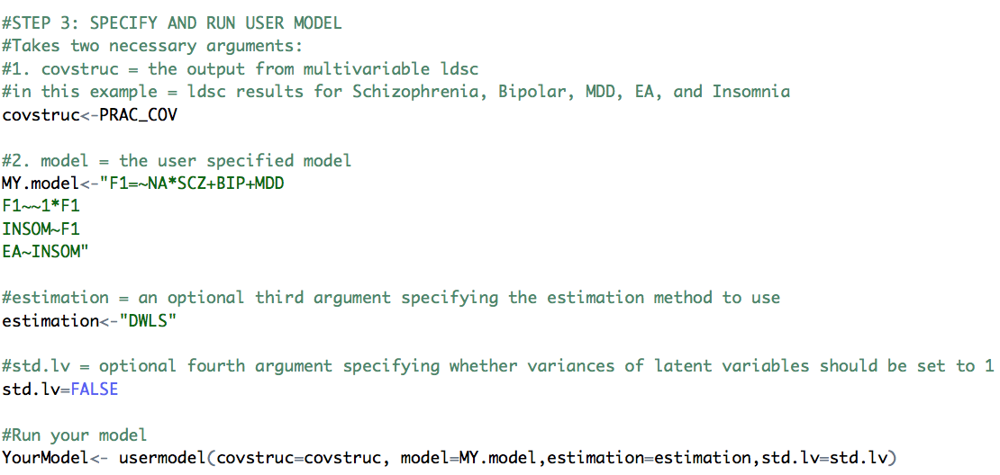 #STEP 3: SPECIFY AND RUN USER MODEL
#Takes two necessary arguments:
#1. covstruc = the output from multivariable ldsc
#in this example = ldsc results for Schizophrenia, Bipolar, MDD, EA, and Insomnia
covstruc<-PRAC_COV
#2. model = the user specified model
MY.model<-"F1=~NA*SCZ+BIP+MDD
F1~~1*F1
INSOM~F1
EA~INSOM"
#estimation = an optional third argument specifying the estimation method to use
estimation<-"DWLS"
#std.lv = optional fourth argument specifying whether variances of latent variables should be set to 1
std.lv=FALSE
#Run your model
YourModel<- usermodel(covstruc=covstruc, model=MY.model,estimation=estimation,std.lv=std.lv)